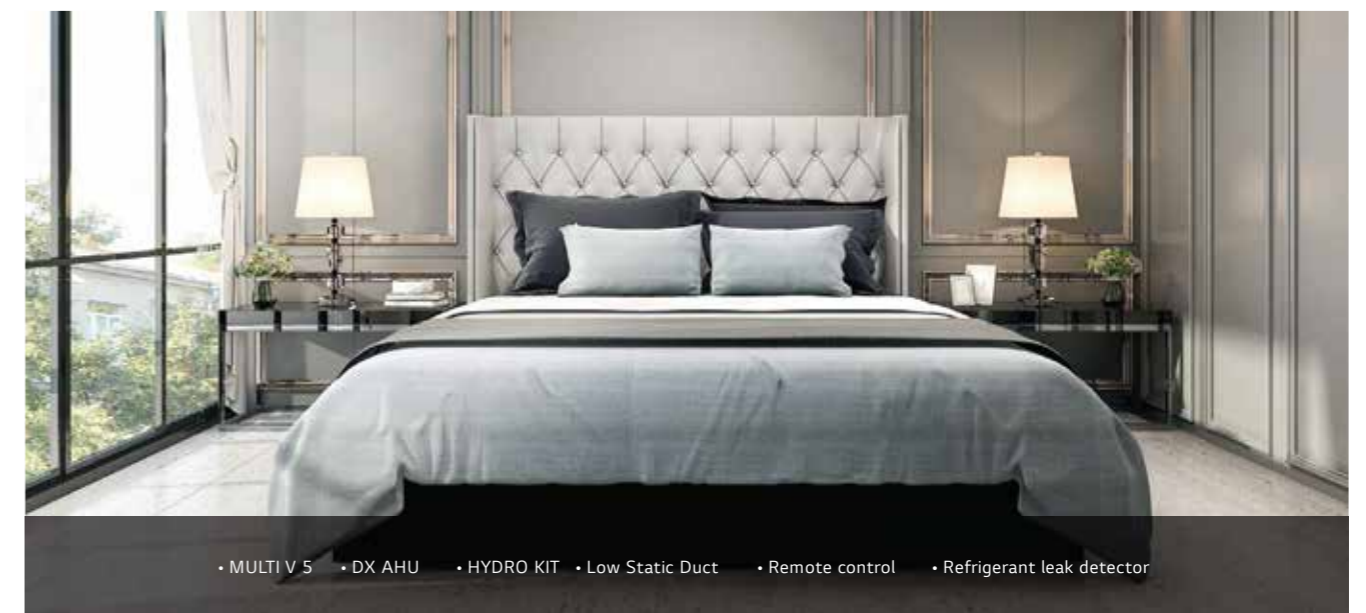 • MULTI V 5 • DX AHU • HYDRO KIT • Low Static Duct • Remote control • Refrigerant leak detector